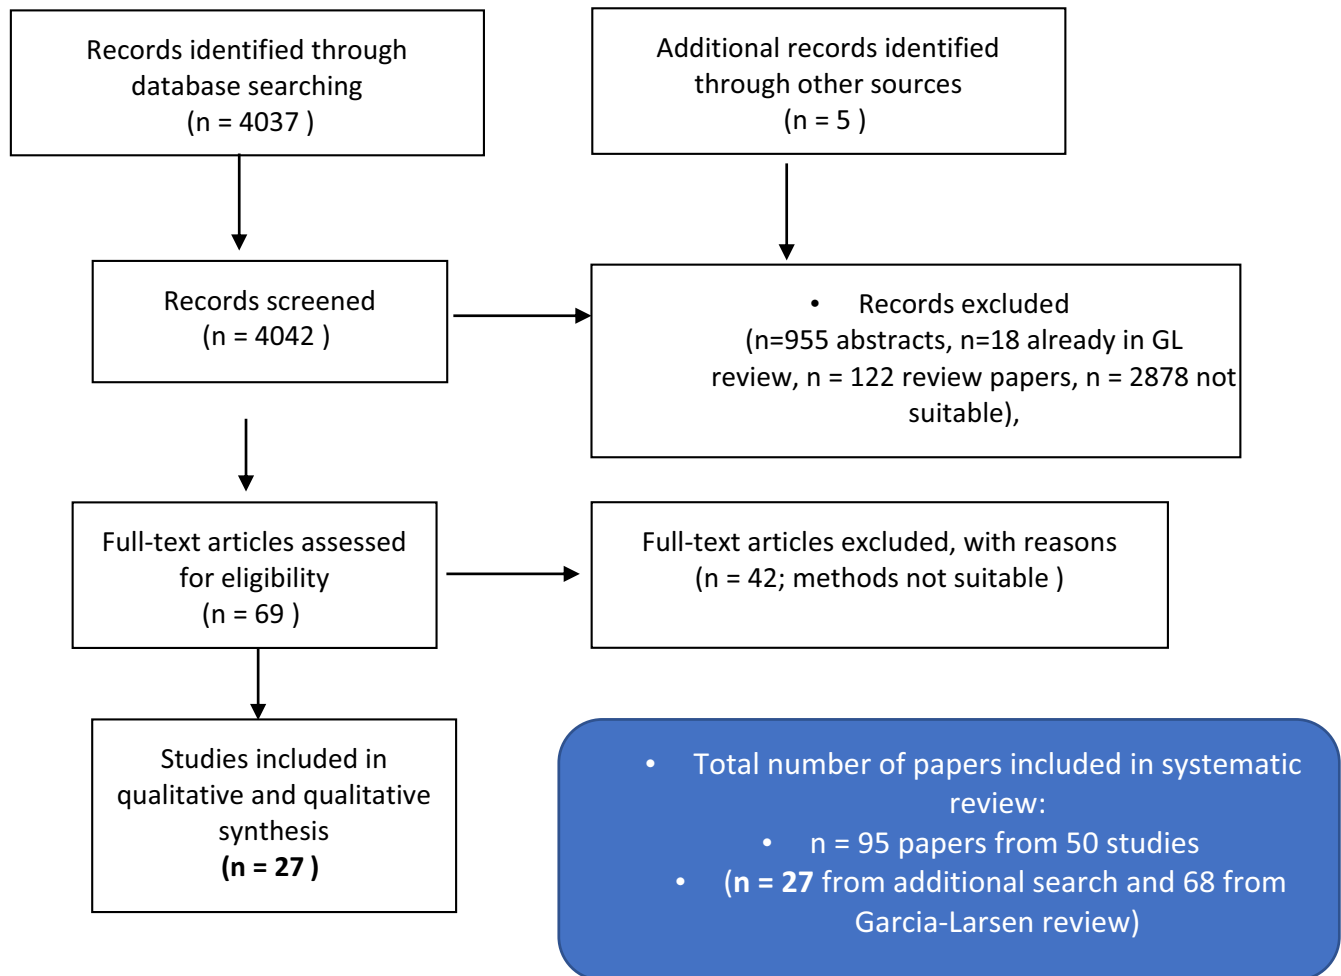 Records identified through
database searching
(n = 4037 )
Additional records identified
through other sources
(n = 5 )
Records screened
(n = 4042 )
• Records excluded
(n=955 abstracts, n=18 already in GL
review, n = 122 review papers, n = 2878 not
suitable),
Full-text articles assessed
for eligibility
(n = 69 )
Full-text articles excluded, with reasons
(n = 42; methods not suitable )
Studies included in
qualitative and qualitative
synthesis
(n = 27 )
• Total number of papers included in systematic
review:
• n = 95 papers from 50 studies
• (n = 27 from additional search and 68 from
Garcia-Larsen review)